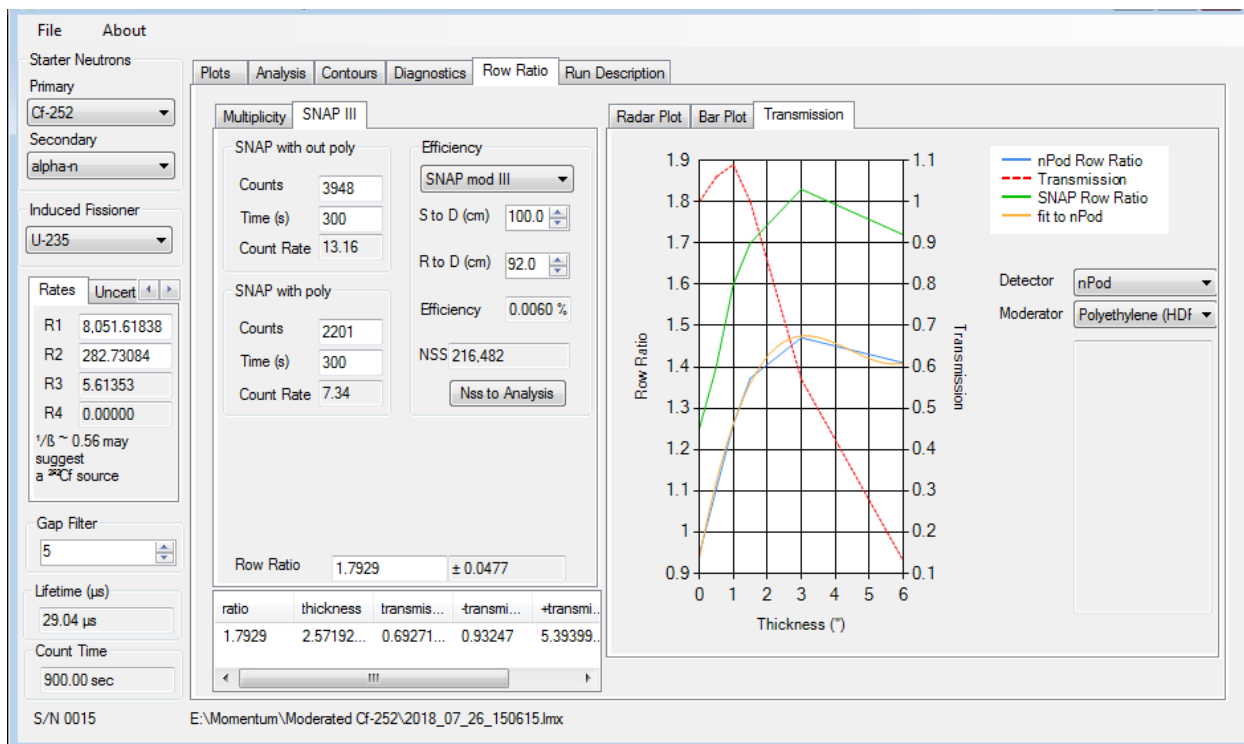 File About
Starter Neutrons
Primary
Cf-252
Secondary
alpha-n
Induced Fissioner
U-235
Rates Uncert
R1 8,051.61838
R2 282.73084
R3 5.61353
R4 0.00000
¹/ß ~ 0.56 may
suggest
a ²⁵²Cf source
Gap Filter
5
Lifetime (µs)
29.04 µs
Count Time
900.00 sec
S/N 0015
Plots Analysis Contours Diagnostics Row Ratio Run Description
Multiplicity SNAP III
SNAP with out poly
Counts 3948
Time (s) 300
Count Rate 13.16
SNAP with poly
Counts 2201
Time (s) 300
Count Rate 7.34
Efficiency
SNAP mod III
S to D (cm) 100.0
R to D (cm) 92.0
Efficiency 0.0060 %
NSS 216,482
Nss to Analysis
Row Ratio 1.7929 ± 0.0477
ratio thickness transmis... -transmi... +transmi..
1.7929 2.57192... 0.69271... 0.93247 5.39399..
Radar Plot Bar Plot Transmission
1.9
1.8
1.7
1.6
1.5
1.4
1.3
1.2
1.1
1
0.9
Row Ratio
0 1 2 3 4 5 6
Thickness (")
1.1
1
0.9
0.8
0.7
0.6
0.5
0.4
0.3
0.2
0.1
Transmission
nPod Row Ratio
Transmission
SNAP Row Ratio
fit to nPod
Detector nPod
Moderator Polyethylene (HDF
E:\Momentum\Moderated Cf-252\2018_07_26_150615.lmx